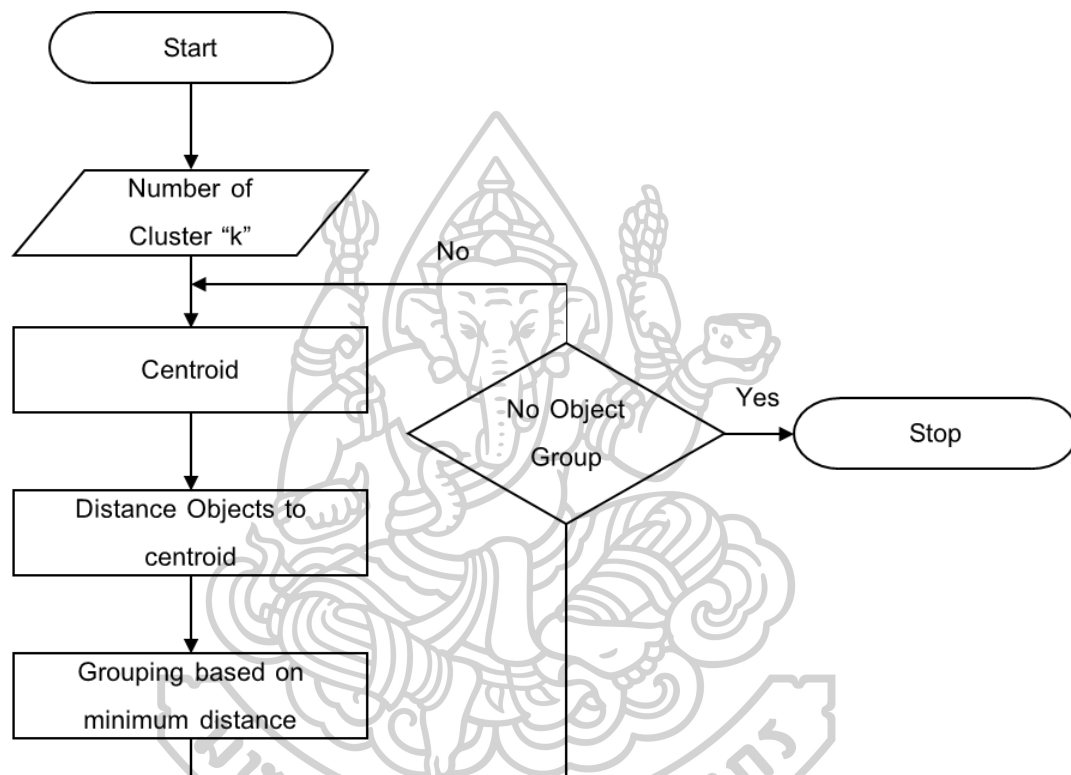 Start
Number of
Cluster “k”
No
Centroid
No Object
Group
Yes
Stop
Distance Objects to
centroid
Grouping based on
minimum distance